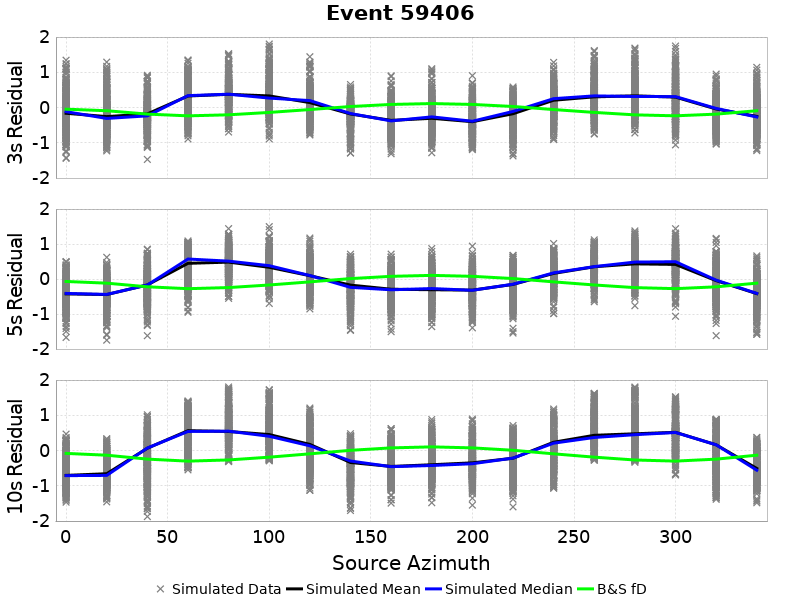 Event 59406
3s Residual
2
1
0
-1
-2
5s Residual
2
1
0
-1
-2
10s Residual
2
1
0
-1
-2
0 50 100 150 200 250 300
Source Azimuth
Simulated Data Simulated Mean Simulated Median B&S fD